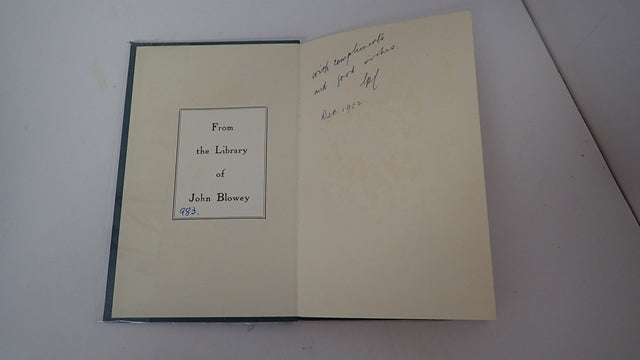 From
the Library
of
John Blowey
983.
with compliments
and good wishes.
Dec. 1952